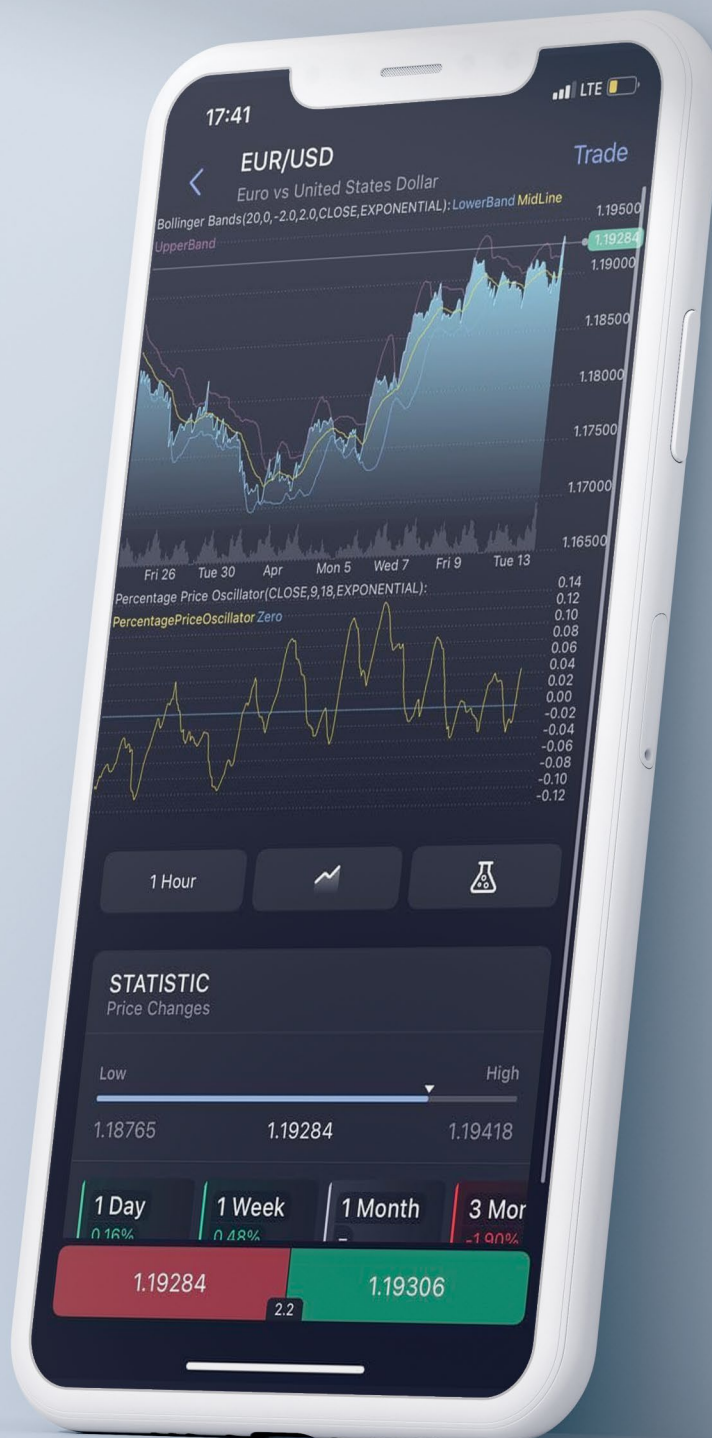 17:41
LTE
EUR/USD
Trade
Euro vs United States Dollar
Bollinger Bands(20,0,-2.0,2.0,CLOSE,EXPONENTIAL): LowerBand MidLine
UpperBand
1.19500
1.19284
1.19000
1.18500
1.18000
1.17500
1.17000
1.16500
Fri 26 Tue 30 Apr Mon 5 Wed 7 Fri 9 Tue 13
Percentage Price Oscillator(CLOSE,9,18,EXPONENTIAL):
PercentagePriceOscillator Zero
0.14
0.12
0.10
0.08
0.06
0.04
0.02
0.00
-0.02
-0.04
-0.06
-0.08
-0.10
-0.12
1 Hour
STATISTIC
Price Changes
Low High
1.18765 1.19284 1.19418
1 Day 1 Week 1 Month 3 Mor
0.16% 0.48% – -1.90%
1.19284 1.19306
2.2